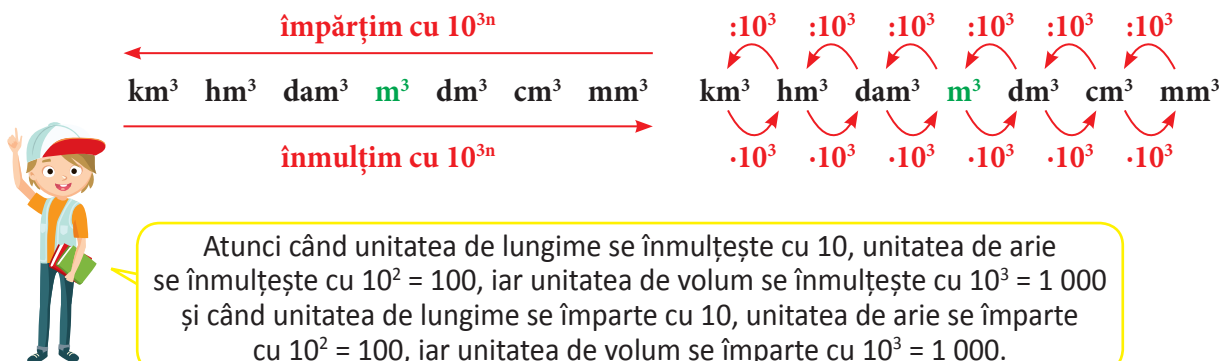 împărțim cu 10³ⁿ
km³ hm³ dam³ m³ dm³ cm³ mm³
înmulțim cu 10³ⁿ
:10³ :10³ :10³ :10³ :10³ :10³
km³ hm³ dam³ m³ dm³ cm³ mm³
·10³ ·10³ ·10³ ·10³ ·10³ ·10³
Atunci când unitatea de lungime se înmulțește cu 10, unitatea de arie
se înmulțește cu 10² = 100, iar unitatea de volum se înmulțește cu 10³ = 1 000
și când unitatea de lungime se împarte cu 10, unitatea de arie se împarte
cu 10² = 100, iar unitatea de volum se împarte cu 10³ = 1 000.